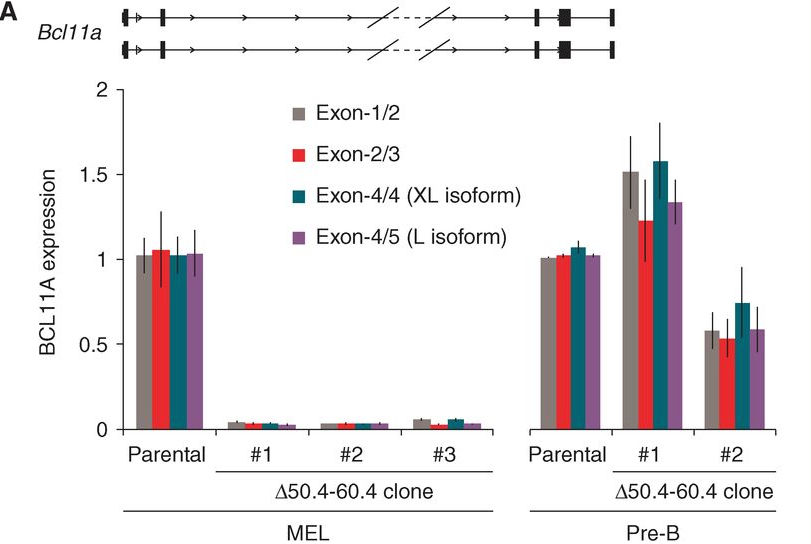 A
Bcl11a
2
1.5
1
0.5
0
BCL11A expression
Exon-1/2
Exon-2/3
Exon-4/4 (XL isoform)
Exon-4/5 (L isoform)
Parental #1 #2 #3 Parental #1 #2
Δ50.4-60.4 clone Δ50.4-60.4 clone
MEL Pre-B